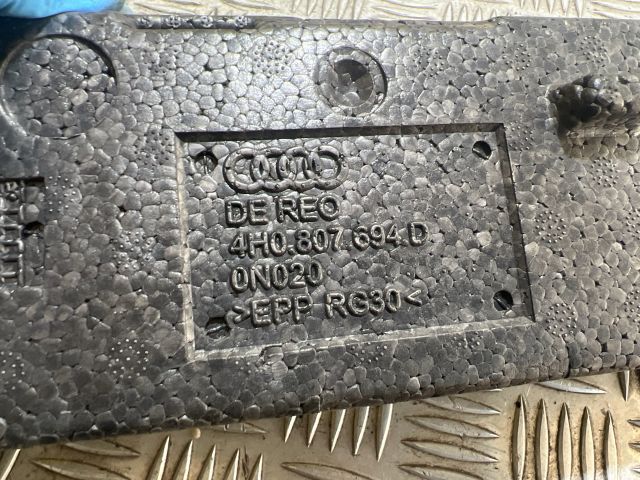 DE REO
4H0.807.694.D
0N020
>EPP RG30<